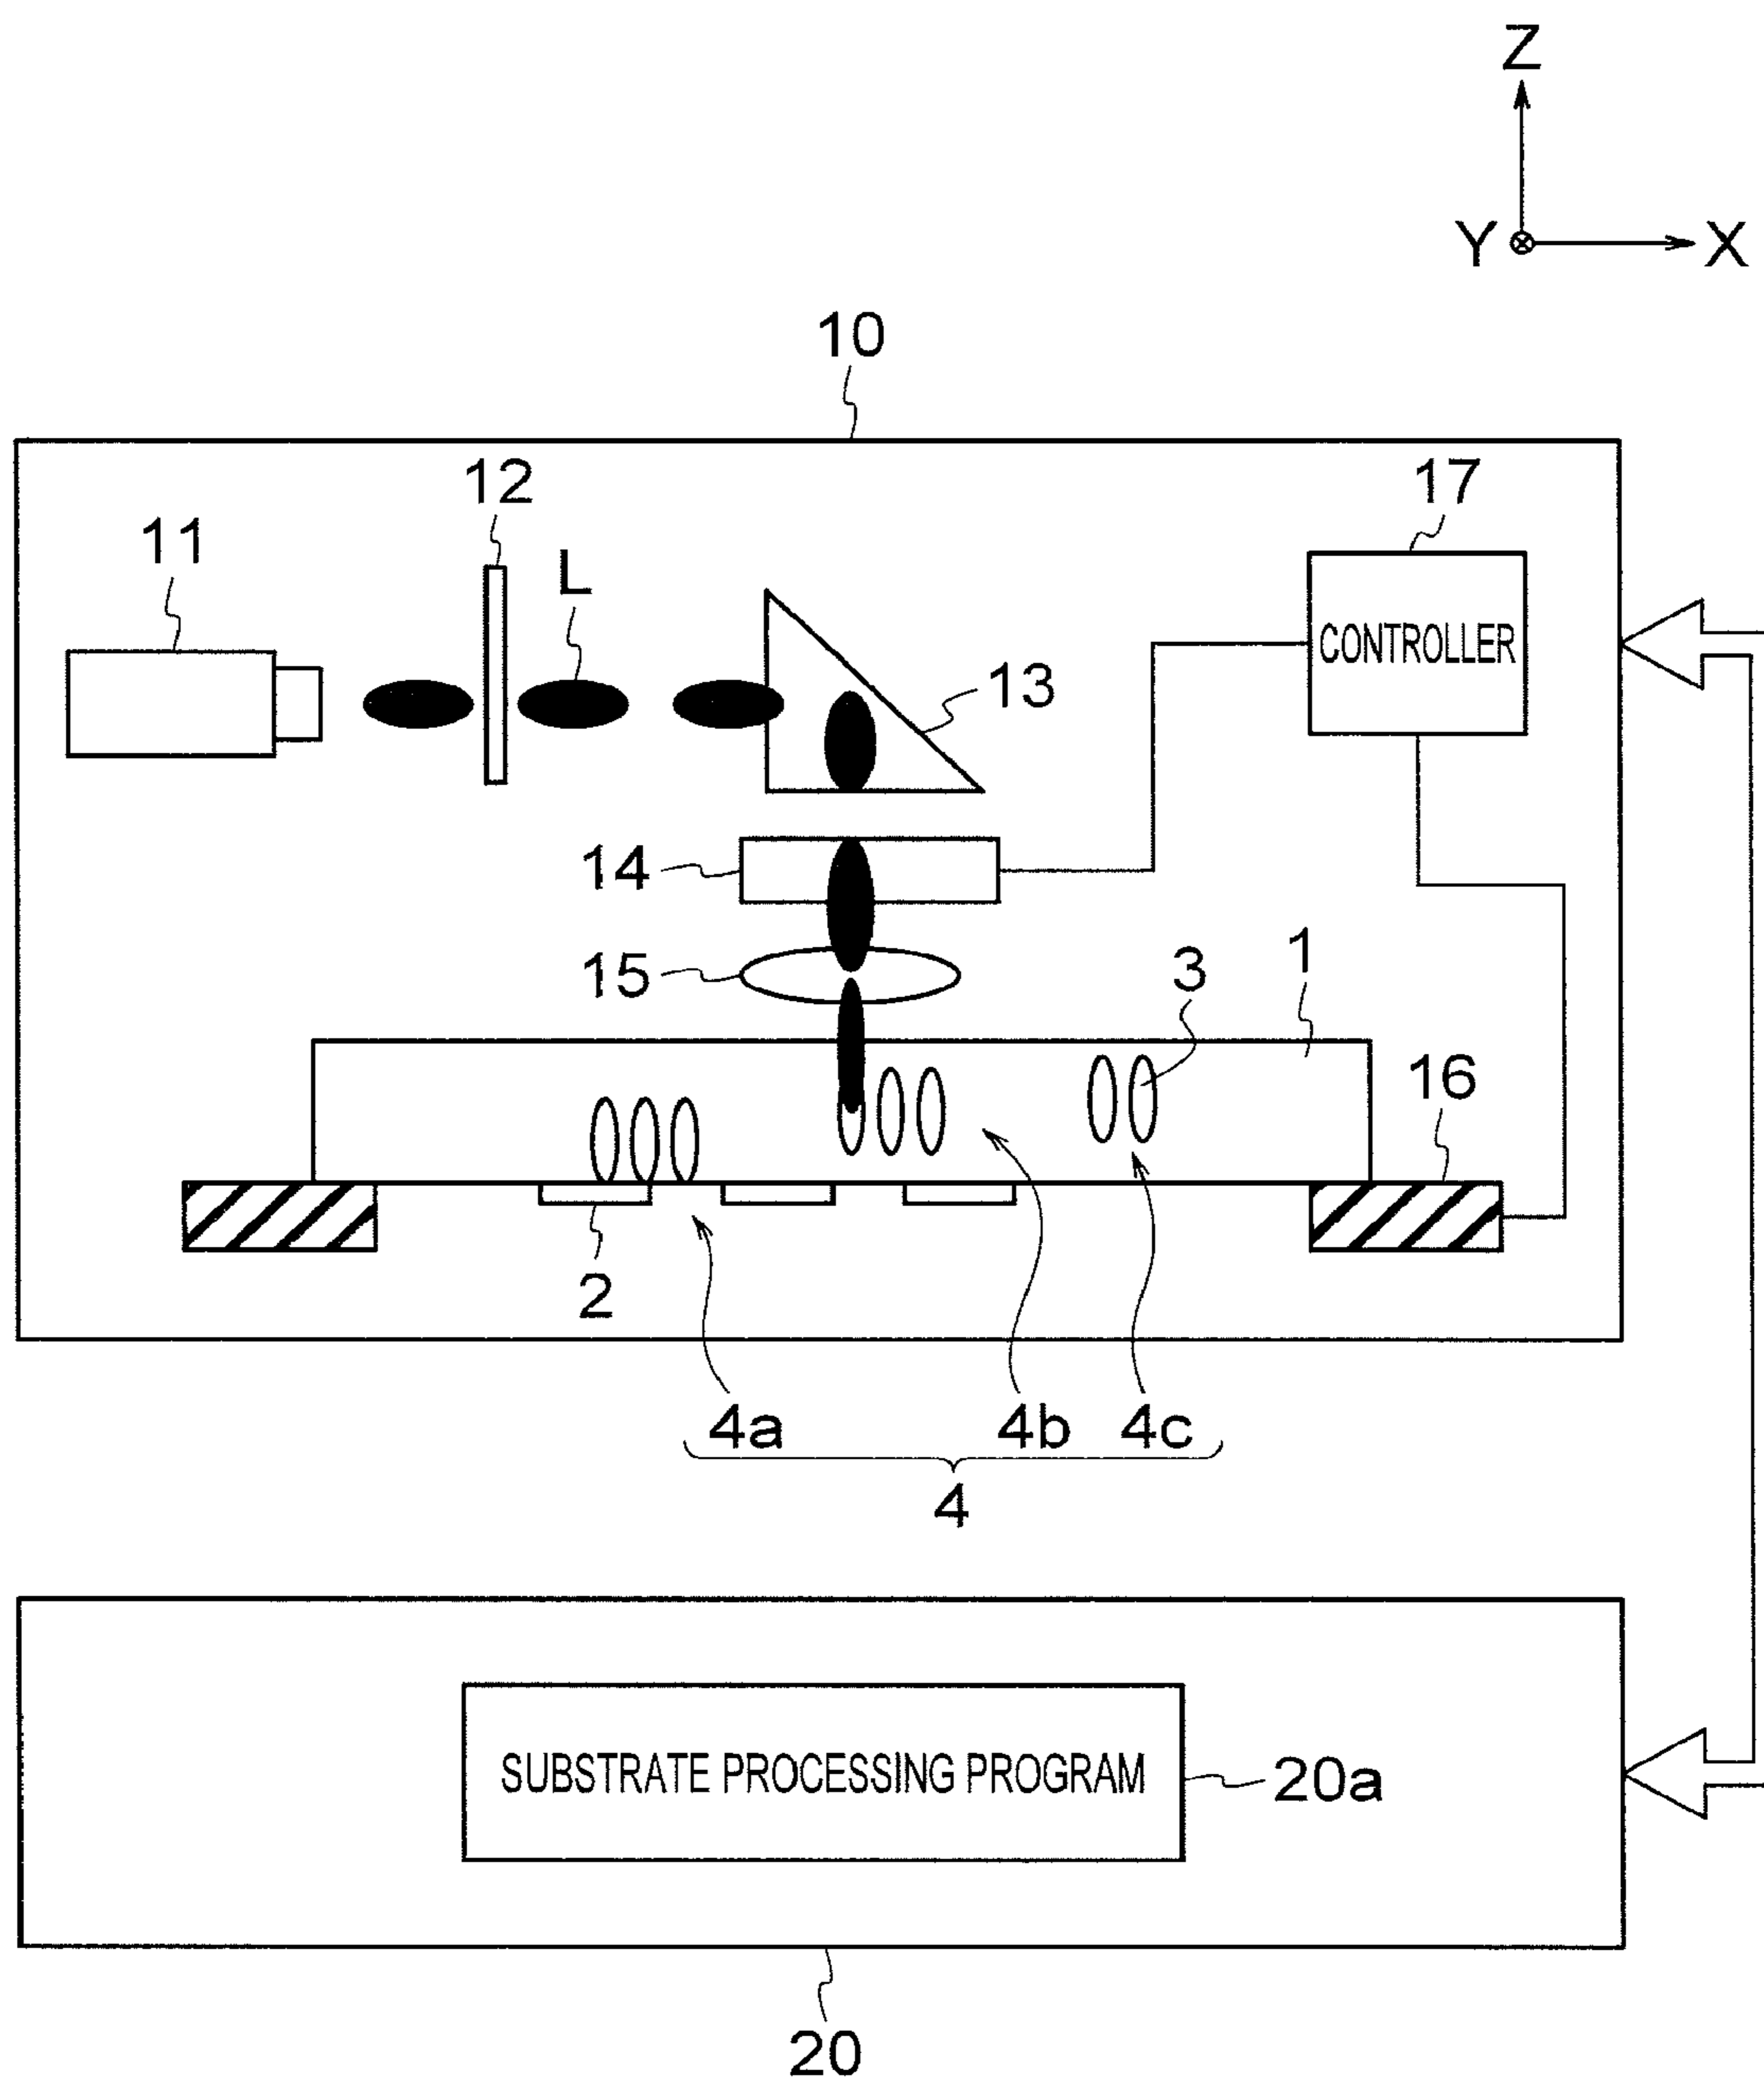 Z
Y X
10
12
17
11
L
CONTROLLER
13
14
15
3
1
16
2
4a 4b 4c
4
SUBSTRATE PROCESSING PROGRAM
20a
20